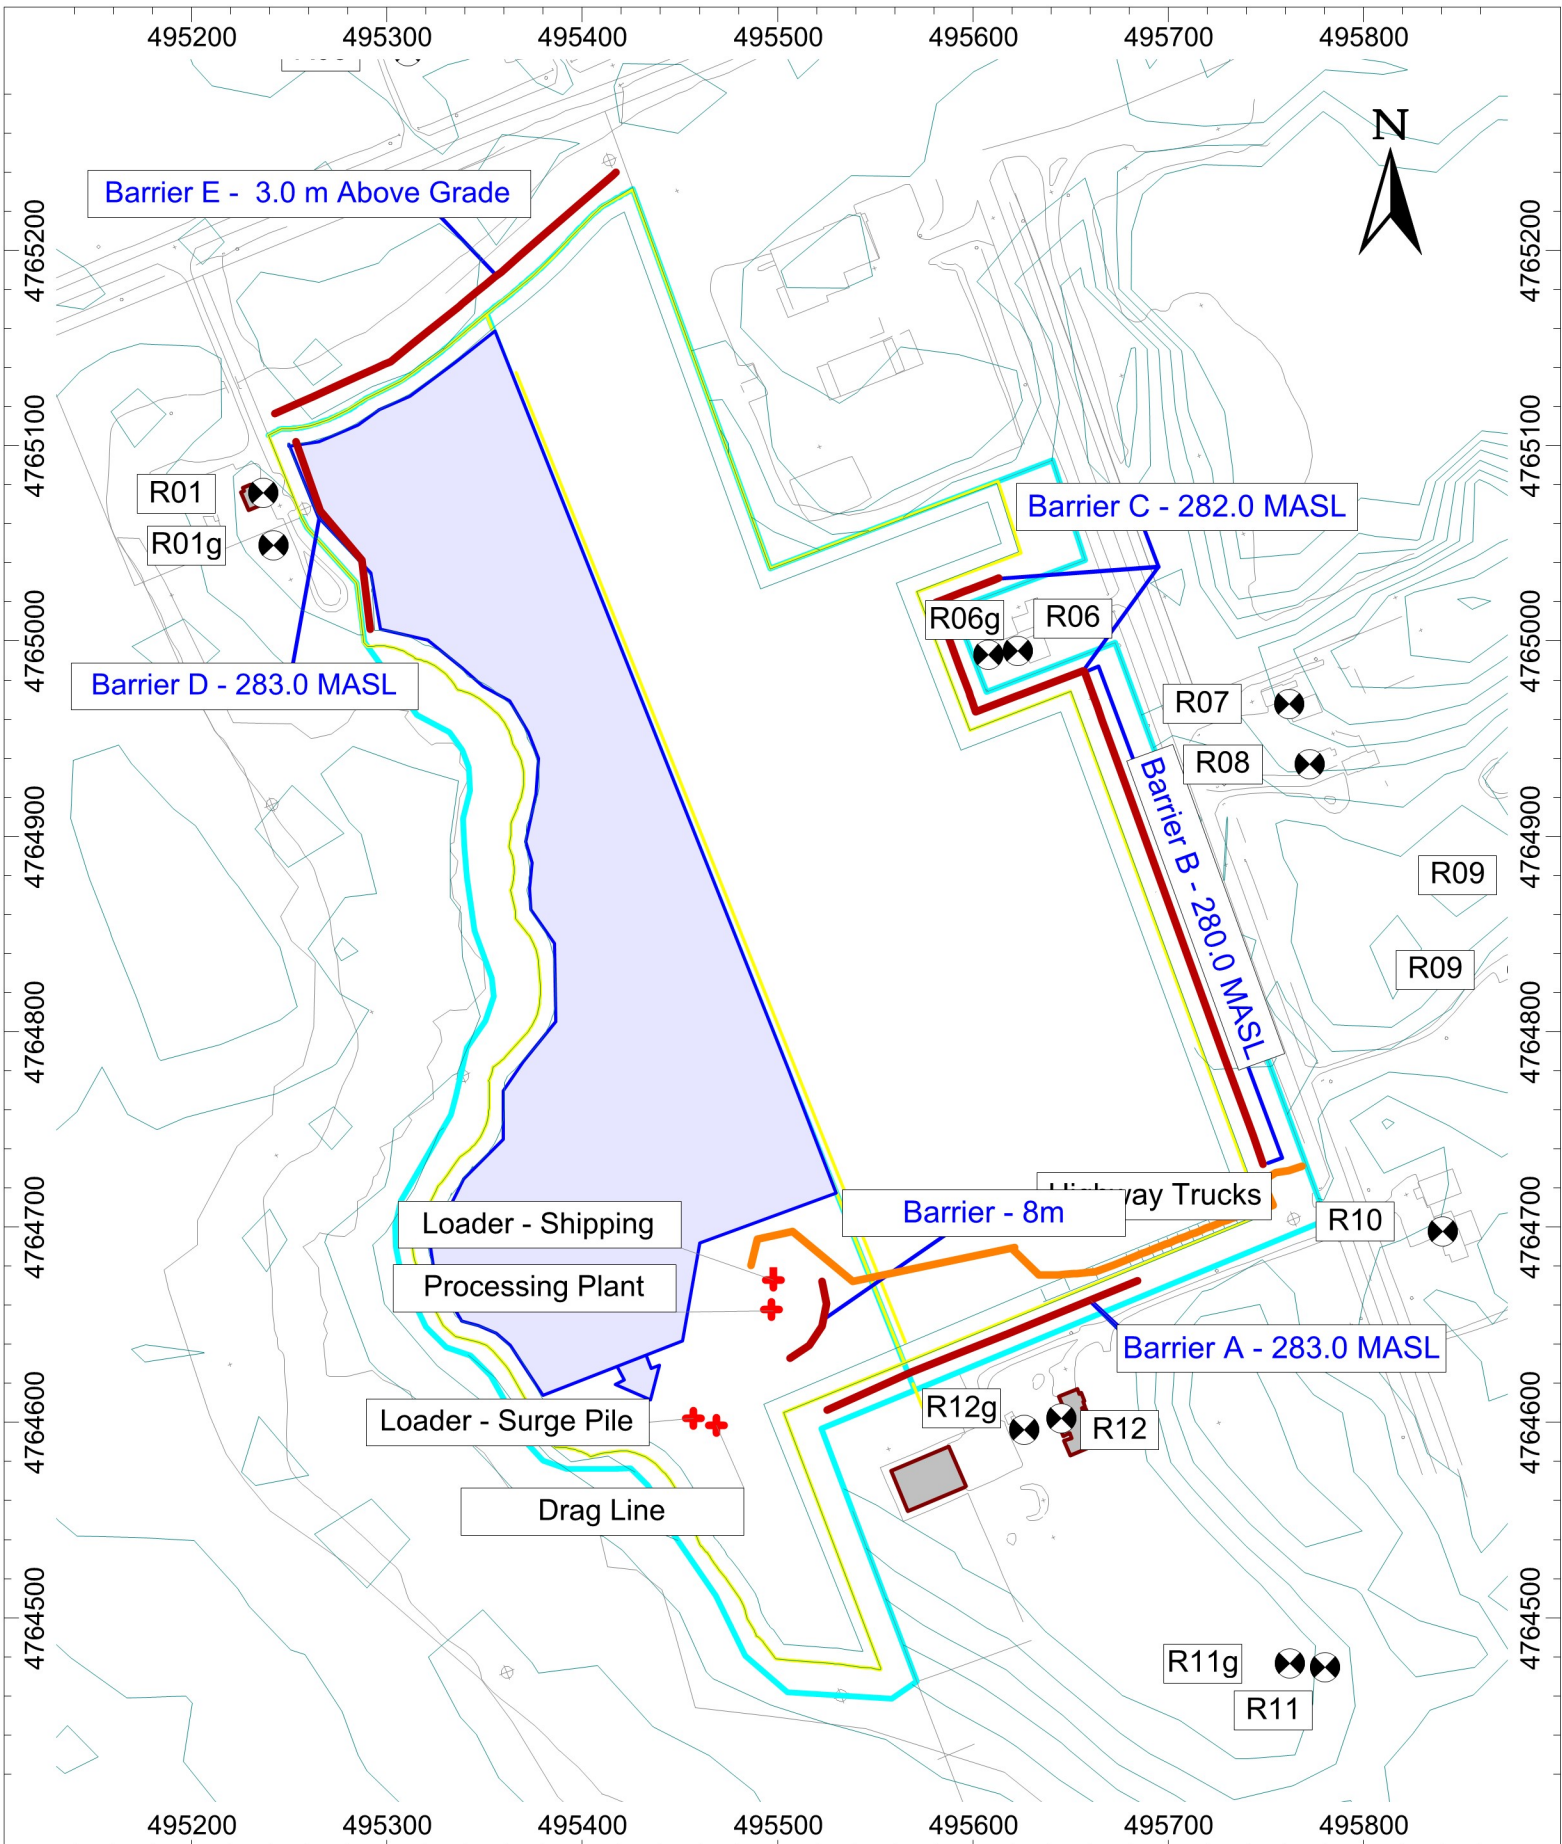 495200 495300 495400 495500 495600 495700 495800
N
Barrier E - 3.0 m Above Grade
4765200
4765200
4765100
4765100
R01
Barrier C - 282.0 MASL
R01g
R06g
R06
4765000
4765000
Barrier D - 283.0 MASL
R07
R08
Barrier B - 280.0 MASL
4764900
4764900
R09
R09
4764800
4764800
Highway Trucks
Loader - Shipping
Barrier - 8m
R10
4764700
4764700
Processing Plant
Barrier A - 283.0 MASL
R12g
Loader - Surge Pile
R12
4764600
4764600
Drag Line
4764500
4764500
R11g
R11
495200 495300 495400 495500 495600 495700 495800